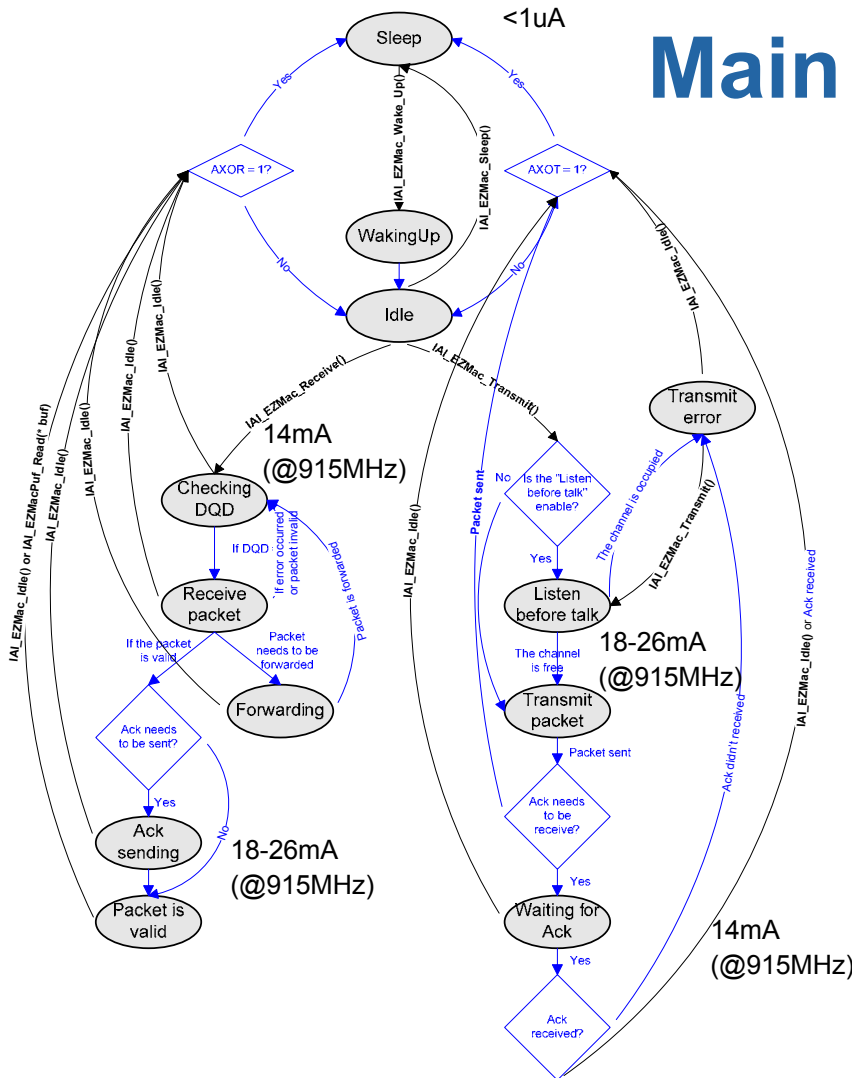 <1uA
Main
Sleep
Yes
Yes
IAI_EZMac_Wake_Up()
IAI_EZMac_Sleep()
AXOR = 1?
AXOT = 1?
WakingUp
No
No
Idle
IAI_EZMac_Idle()
IAI_EZMac_Receive()
IAI_EZMac_Transmit()
IAI_EZMac_Idle()
Transmit
error
14mA
(@915MHz)
Checking
DQD
No
Is the "Listen
before talk"
enable?
The channel is occupied
IAI_EZMac_Transmit()
If DQD
If error occurred
or packet invalid
Packet is forwarded
Yes
Packet sent
Receive
packet
Listen
before talk
IAI_EZMac_Idle()
IAI_EZMac_Idle()
IAI_EZMac_Idle()
IAI_EZMac_Idle() or IAI_EZMacPuf_Read(* buf)
If the packet
is valid
Packet
needs to be
forwarded
18-26mA
(@915MHz)
The channel
is free
Forwarding
Transmit
packet
Ack needs
to be sent?
Packet sent
IAI_EZMac_Idle()
Ack didn't received
IAI_EZMac_Idle() or Ack received
Yes
No
Ack needs
to be
receive?
Ack
sending
18-26mA
(@915MHz)
Yes
Packet is
valid
Waiting for
Ack
14mA
(@915MHz)
Yes
Ack
received?